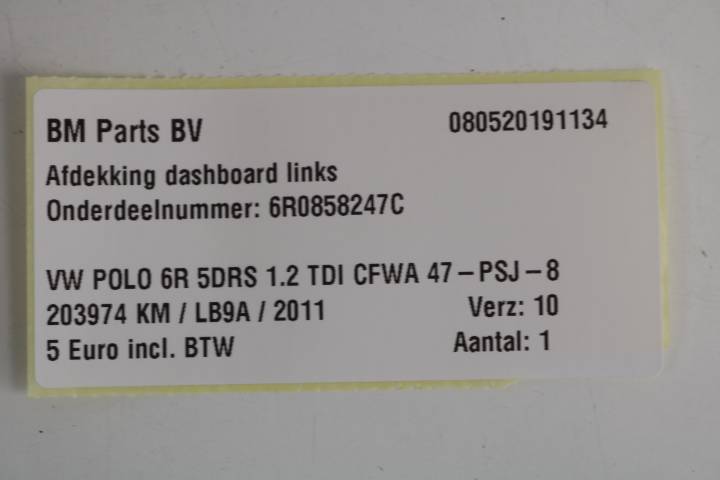 BM Parts BV 080520191134
Afdekking dashboard links
Onderdeelnummer: 6R0858247C
VW POLO 6R 5DRS 1.2 TDI CFWA 47-PSJ-8
203974 KM / LB9A / 2011 Verz: 10
5 Euro incl. BTW Aantal: 1